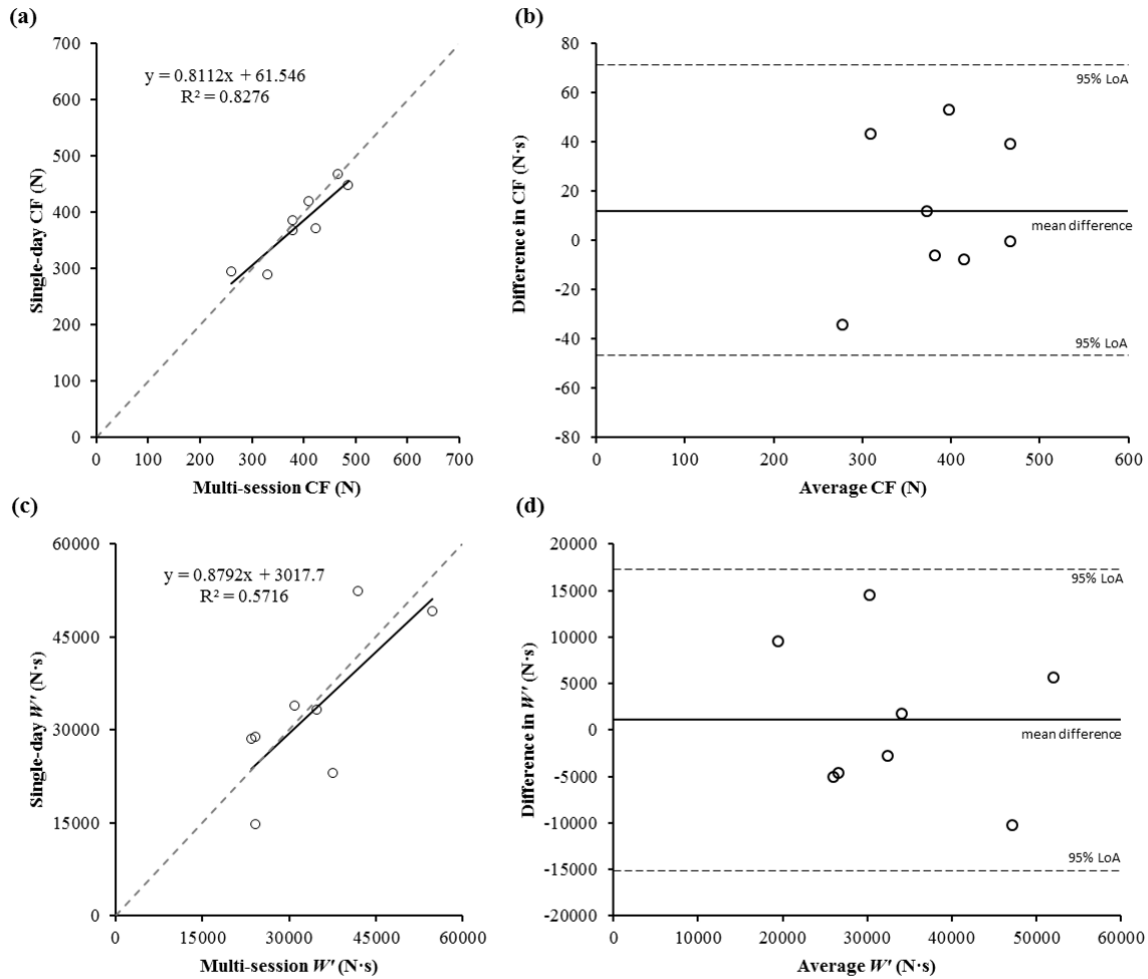 (a)
700
600
500
400
300
200
100
0
Single-day CF (N)
y = 0.8112x + 61.546
R² = 0.8276
0 100 200 300 400 500 600 700
Multi-session CF (N)
(b)
80
60
40
20
0
-20
-40
-60
-80
Difference in CF (N·s)
95% LoA
mean difference
95% LoA
0 100 200 300 400 500 600
Average CF (N)
(c)
60000
45000
30000
15000
0
Single-day W' (N·s)
y = 0.8792x + 3017.7
R² = 0.5716
0 15000 30000 45000 60000
Multi-session W' (N·s)
(d)
20000
15000
10000
5000
0
-5000
-10000
-15000
-20000
Difference in W' (N·s)
95% LoA
mean difference
95% LoA
0 10000 20000 30000 40000 50000 60000
Average W' (N·s)